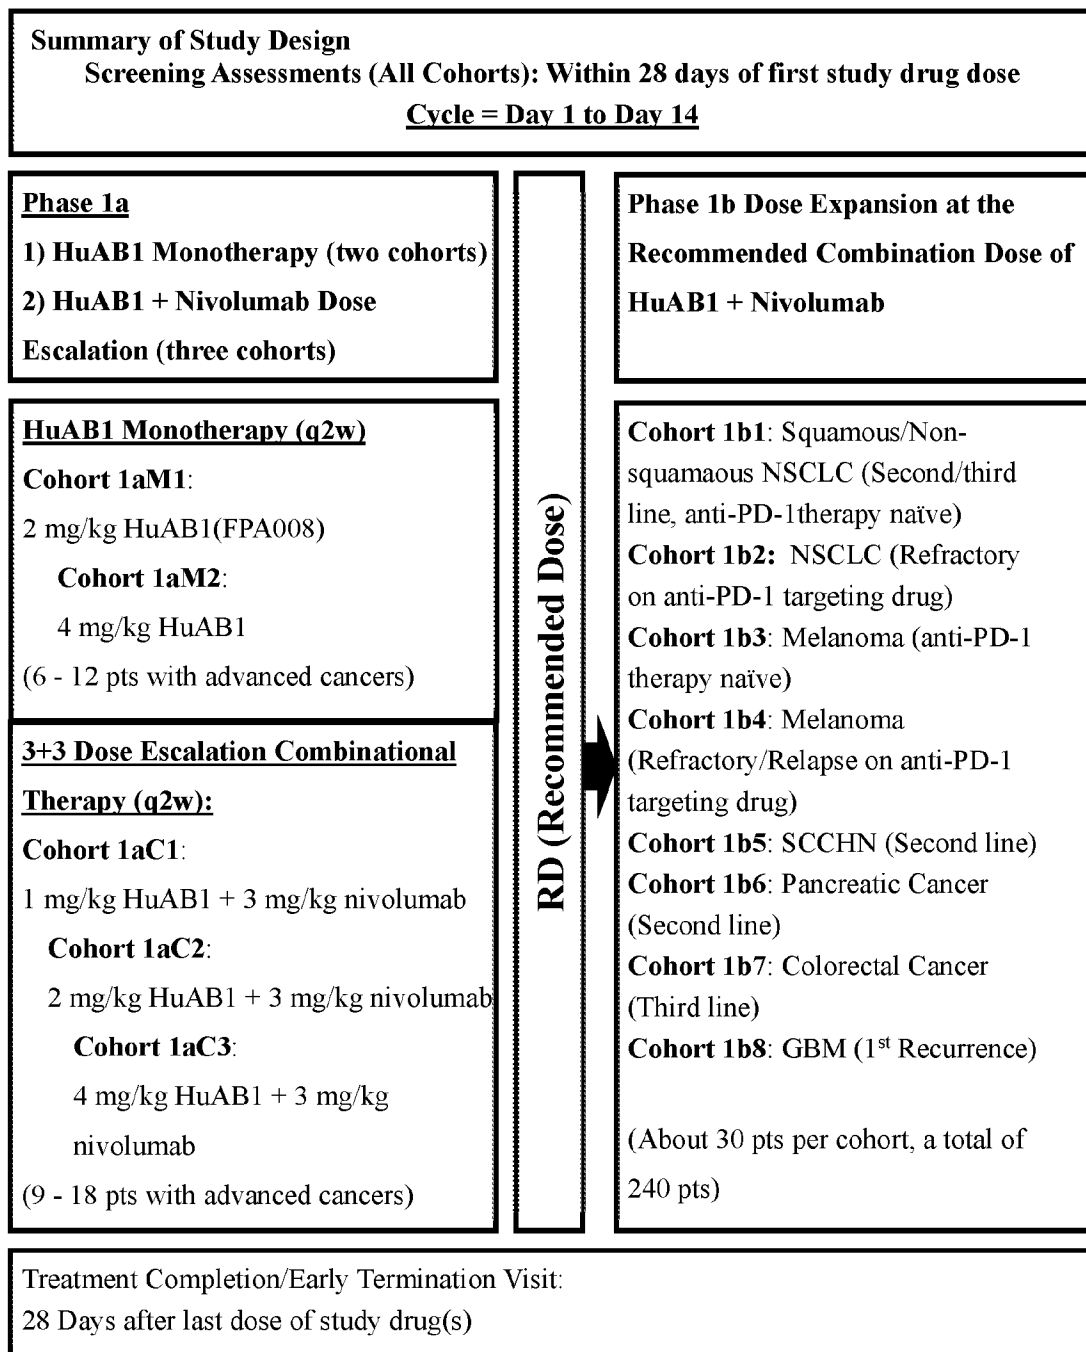 Summary of Study Design
Screening Assessments (All Cohorts): Within 28 days of first study drug dose
Cycle = Day 1 to Day 14
Phase 1a
1) HuAB1 Monotherapy (two cohorts)
2) HuAB1 + Nivolumab Dose
Escalation (three cohorts)
HuAB1 Monotherapy (q2w)
Cohort 1aM1:
2 mg/kg HuAB1(FPA008)
Cohort 1aM2:
4 mg/kg HuAB1
(6 - 12 pts with advanced cancers)
3+3 Dose Escalation Combinational
Therapy (q2w):
Cohort 1aC1:
1 mg/kg HuAB1 + 3 mg/kg nivolumab
Cohort 1aC2:
2 mg/kg HuAB1 + 3 mg/kg nivolumab
Cohort 1aC3:
4 mg/kg HuAB1 + 3 mg/kg
nivolumab
(9 - 18 pts with advanced cancers)
RD (Recommended Dose)
Phase 1b Dose Expansion at the
Recommended Combination Dose of
HuAB1 + Nivolumab
Cohort 1b1: Squamous/Non-
squamaous NSCLC (Second/third
line, anti-PD-1therapy naïve)
Cohort 1b2: NSCLC (Refractory
on anti-PD-1 targeting drug)
Cohort 1b3: Melanoma (anti-PD-1
therapy naïve)
Cohort 1b4: Melanoma
(Refractory/Relapse on anti-PD-1
targeting drug)
Cohort 1b5: SCCHN (Second line)
Cohort 1b6: Pancreatic Cancer
(Second line)
Cohort 1b7: Colorectal Cancer
(Third line)
Cohort 1b8: GBM (1st Recurrence)
(About 30 pts per cohort, a total of
240 pts)
Treatment Completion/Early Termination Visit:
28 Days after last dose of study drug(s)